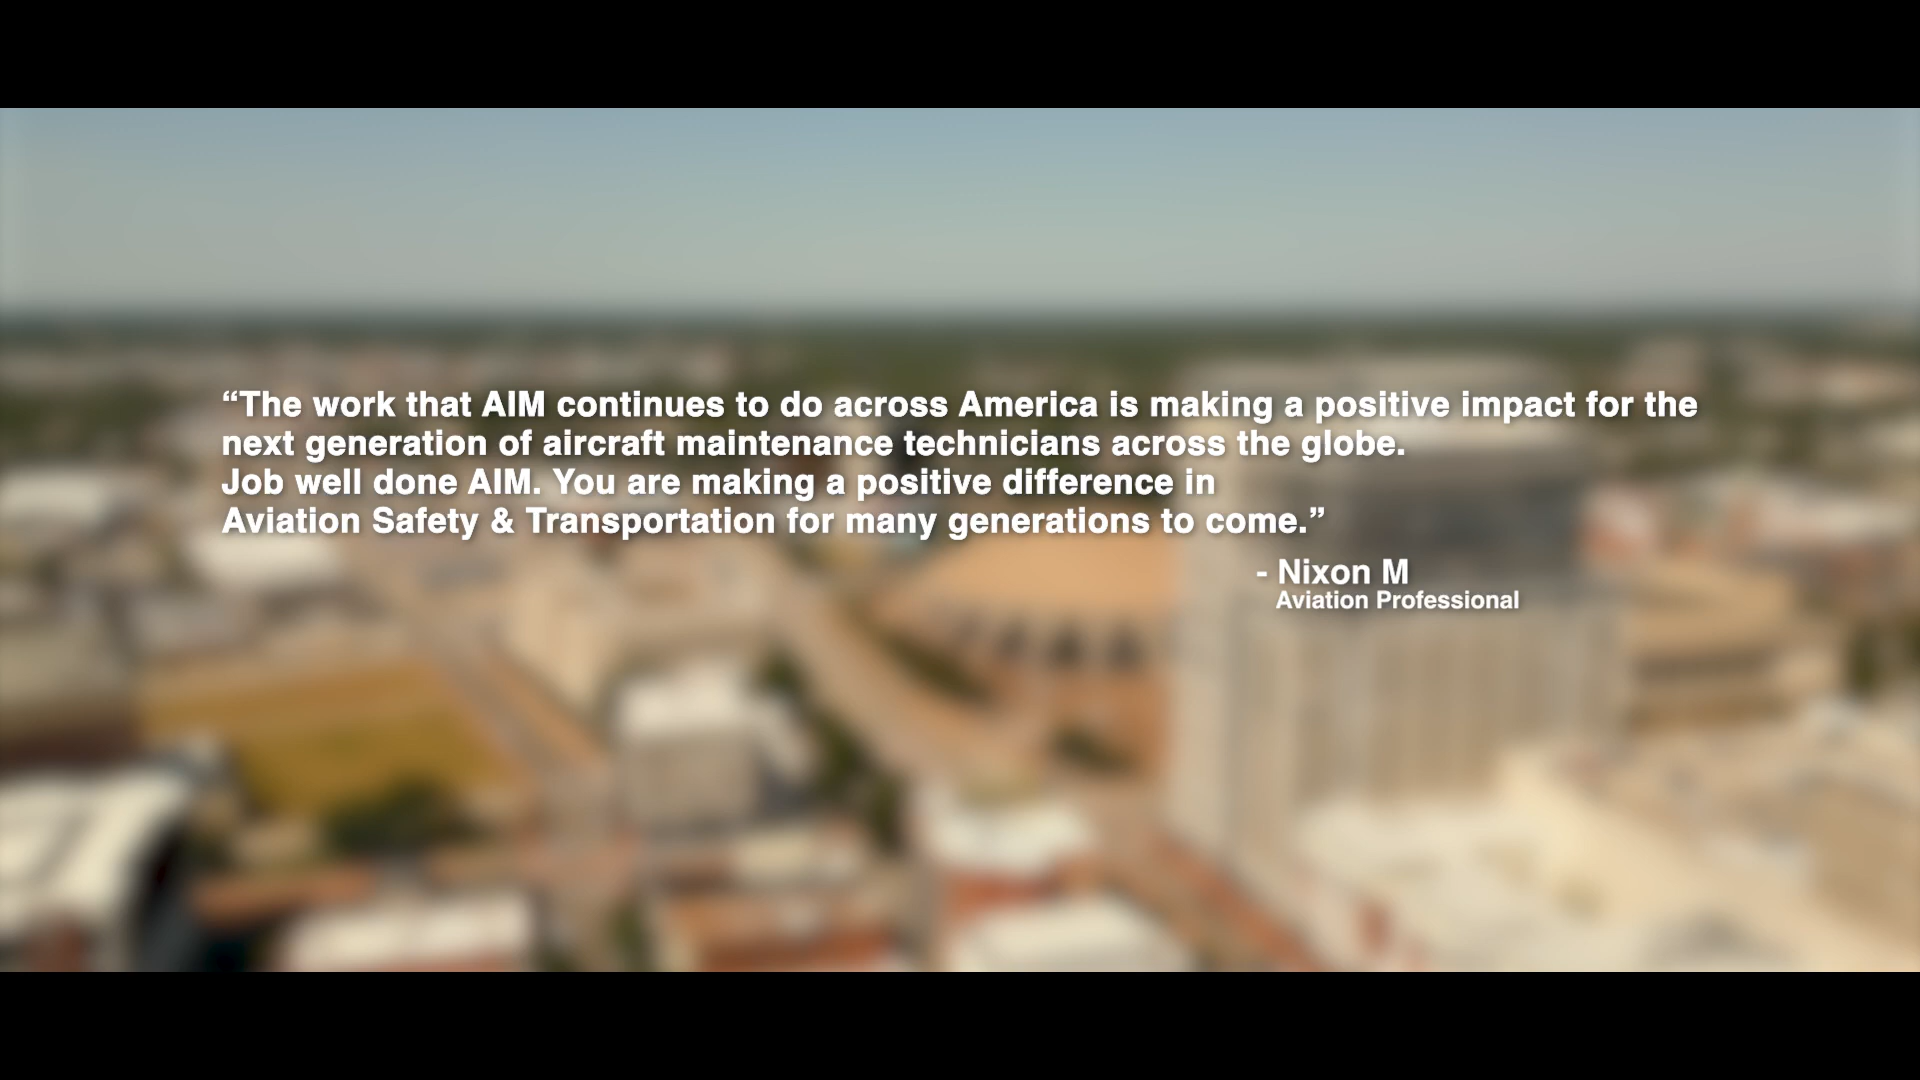 “The work that AIM continues to do across America is making a positive impact for the
next generation of aircraft maintenance technicians across the globe.
Job well done AIM. You are making a positive difference in
Aviation Safety & Transportation for many generations to come.”
- Nixon M
Aviation Professional